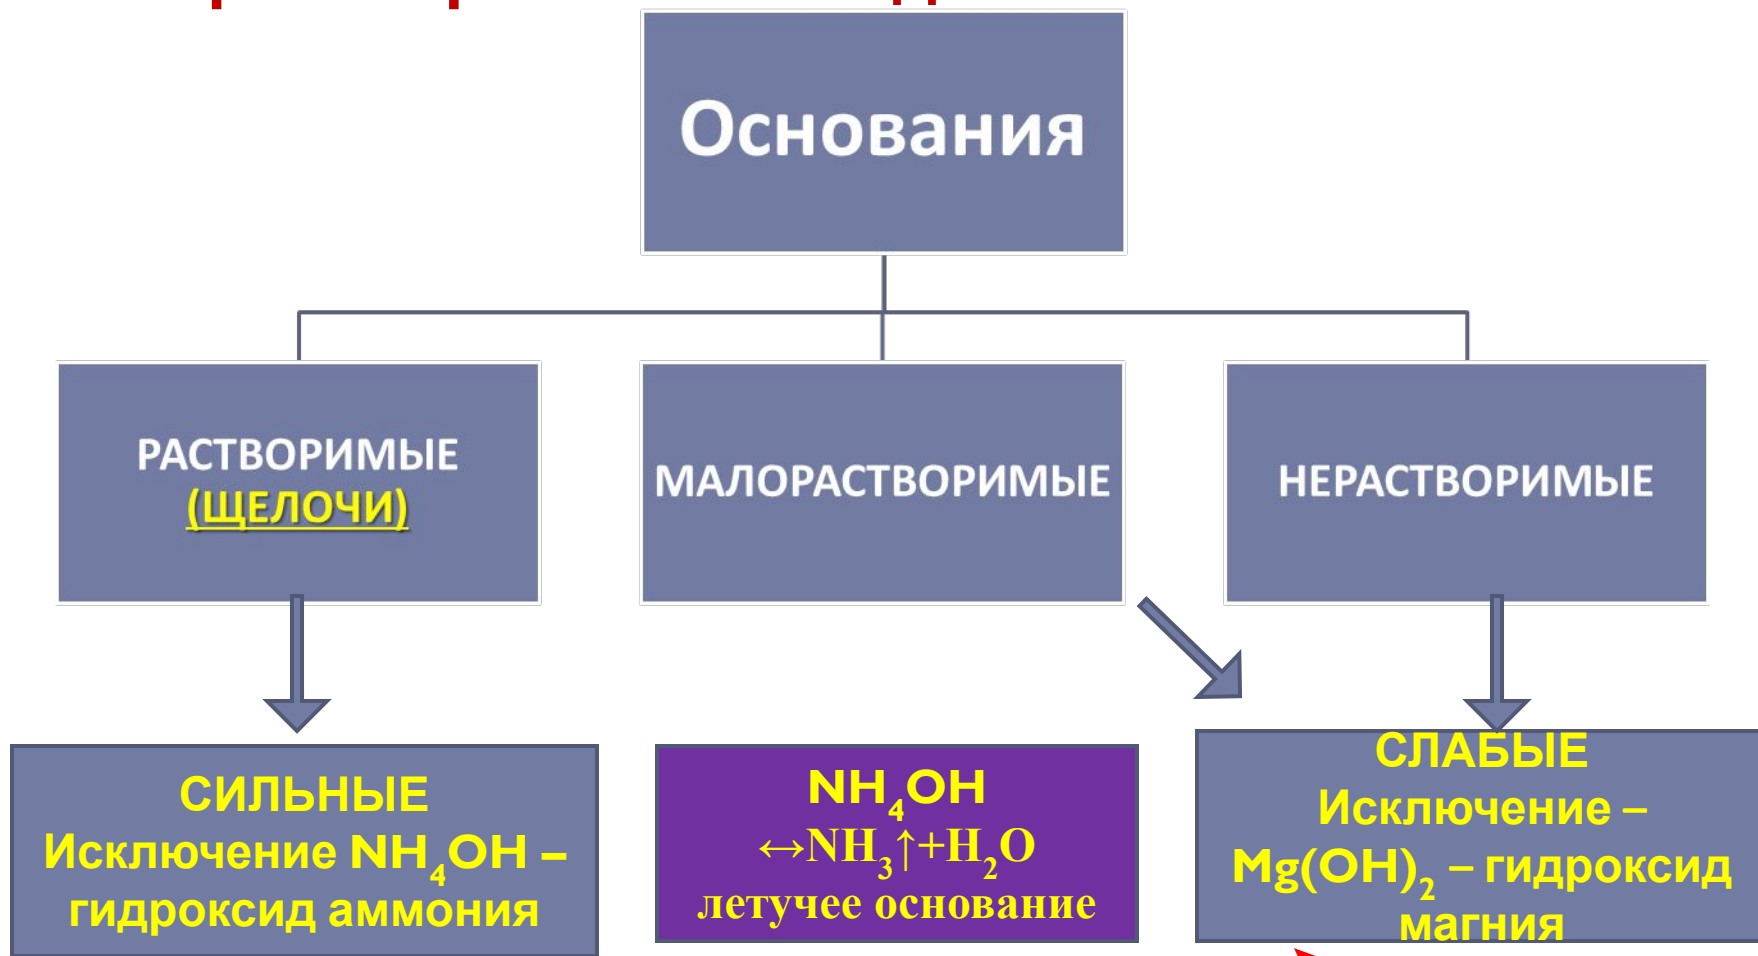 Основания
РАСТВОРИМЫЕ
(ЩЕЛОЧИ)
МАЛОРАСТВОРИМЫЕ
НЕРАСТВОРИМЫЕ
СИЛЬНЫЕ
Исключение NH₄OH –
гидроксид аммония
NH₄OH
↔NH₃↑+H₂O
летучее основание
СЛАБЫЕ
Исключение –
Mg(OH)₂ – гидроксид
магния